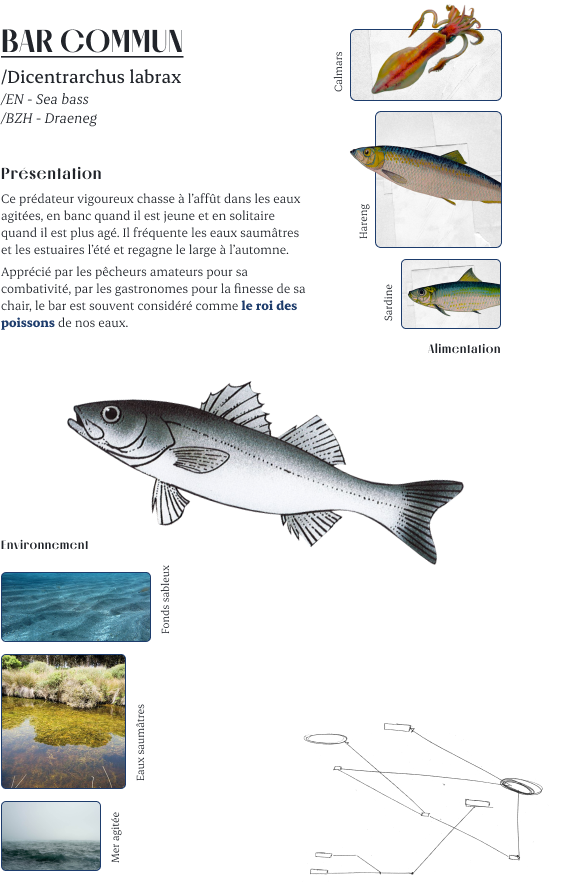 BAR COMMUN
/Dicentrarchus labrax
/EN - Sea bass
/BZH - Draeneg
Présentation
Ce prédateur vigoureux chasse à l'affût dans les eaux
agitées, en banc quand il est jeune et en solitaire
quand il est plus agé. Il fréquente les eaux saumâtres
et les estuaires l'été et regagne le large à l'automne.
Apprécié par les pêcheurs amateurs pour sa
combativité, par les gastronomes pour la finesse de sa
chair, le bar est souvent considéré comme le roi des
poissons de nos eaux.
Calmars
Hareng
Sardine
Alimentation
Environnement
Fonds sableux
Eaux saumâtres
Mer agitée